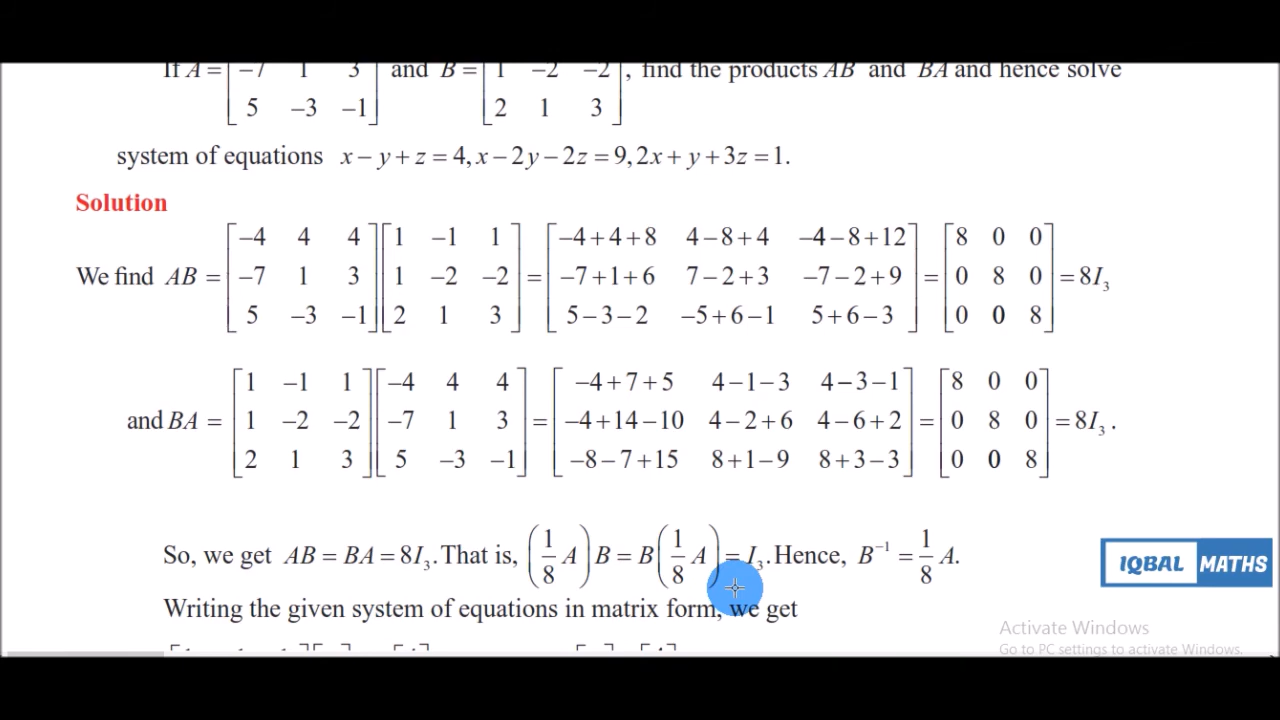 If A = [−7 1 3; 5 −3 −1] and B = [1 −2 −2; 2 1 3], find the products AB and BA and hence solve
system of equations x − y + z = 4, x − 2y − 2z = 9, 2x + y + 3z = 1.
Solution
We find AB = [−4 4 4; −7 1 3; 5 −3 −1] [1 −1 1; 1 −2 −2; 2 1 3] = [−4+4+8 4−8+4 −4−8+12; −7+1+6 7−2+3 −7−2+9; 5−3−2 −5+6−1 5+6−3] = [8 0 0; 0 8 0; 0 0 8] = 8I₃
and BA = [1 −1 1; 1 −2 −2; 2 1 3] [−4 4 4; −7 1 3; 5 −3 −1] = [−4+7+5 4−1−3 4−3−1; −4+14−10 4−2+6 4−6+2; −8−7+15 8+1−9 8+3−3] = [8 0 0; 0 8 0; 0 0 8] = 8I₃.
So, we get AB = BA = 8I₃. That is, (1/8 A) B = B (1/8 A) = I₃. Hence, B⁻¹ = 1/8 A.
IQBAL MATHS
Writing the given system of equations in matrix form, we get
Activate Windows
Go to PC settings to activate Windows.